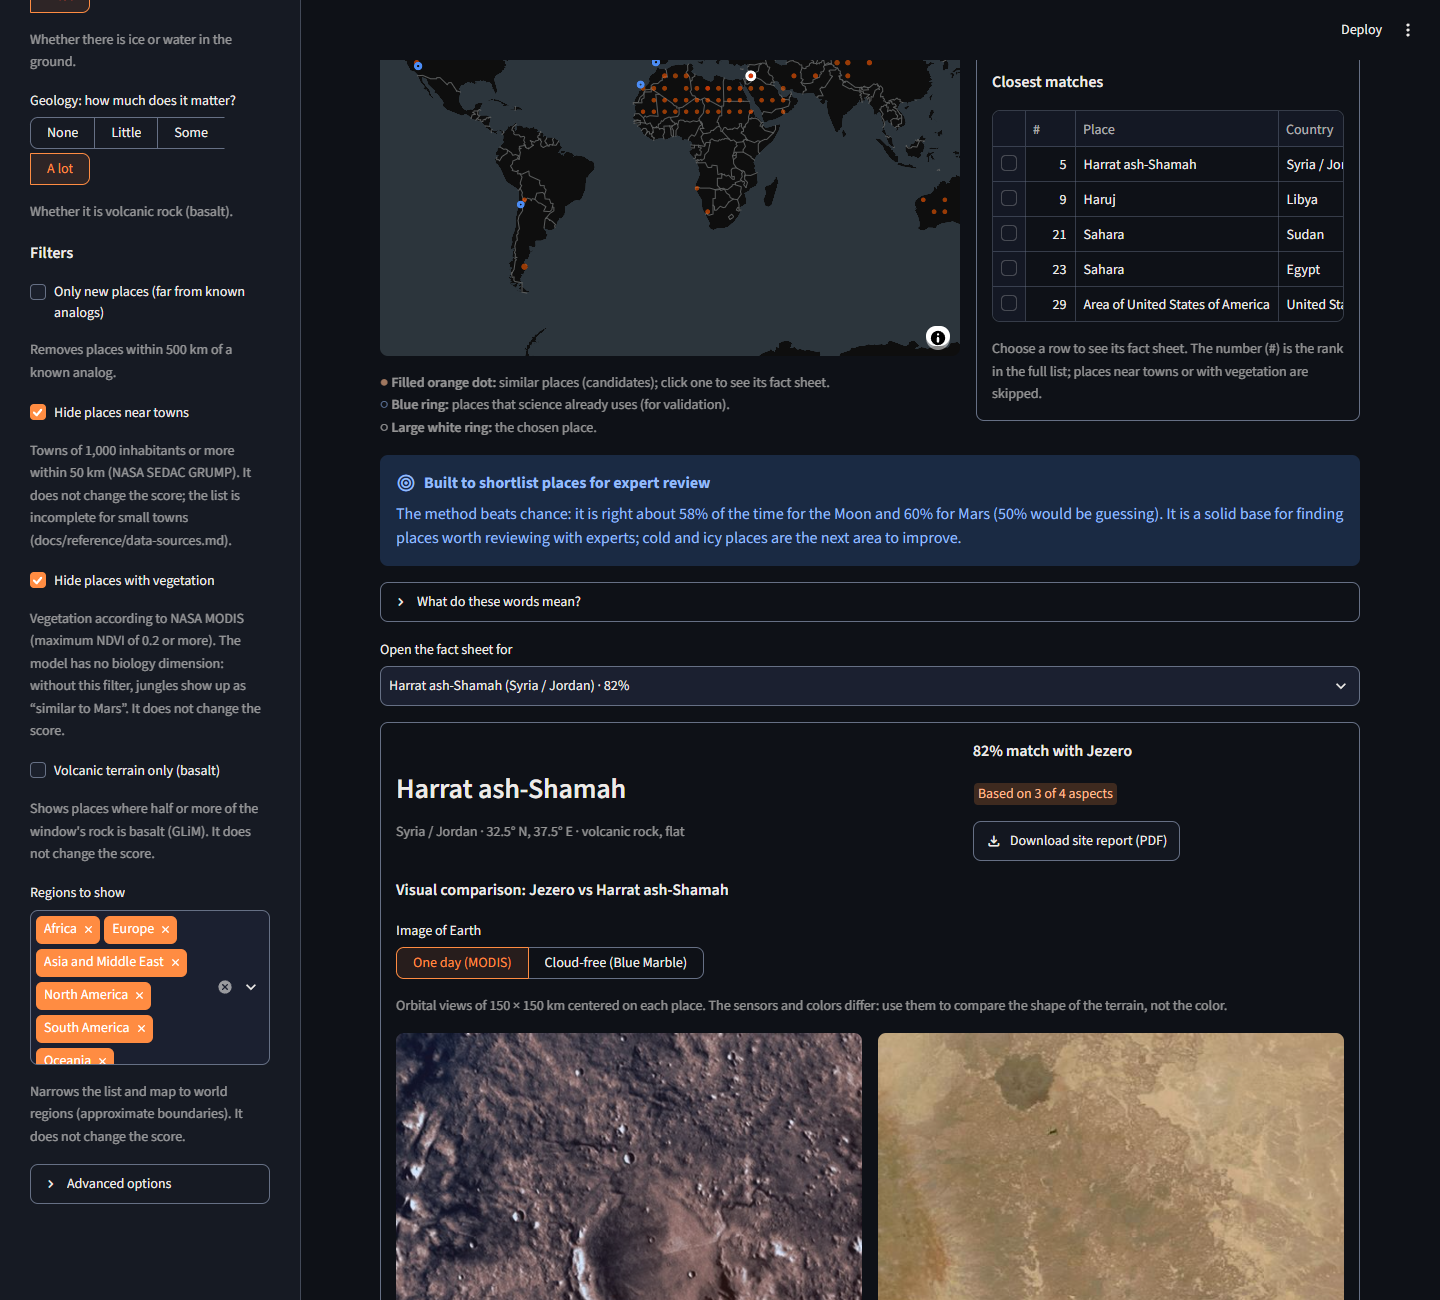 Whether there is ice or water in the
ground.
Geology: how much does it matter?
None
Little
Some
A lot
Whether it is volcanic rock (basalt).
Filters
Only new places (far from known
analogs)
Removes places within 500 km of a
known analog.
Hide places near towns
Towns of 1,000 inhabitants or more
within 50 km (NASA SEDAC GRUMP). It
does not change the score; the list is
incomplete for small towns
(docs/reference/data-sources.md).
Hide places with vegetation
Vegetation according to NASA MODIS
(maximum NDVI of 0.2 or more). The
model has no biology dimension:
without this filter, jungles show up as
“similar to Mars”. It does not change the
score.
Volcanic terrain only (basalt)
Shows places where half or more of the
window's rock is basalt (GLiM). It does
not change the score.
Regions to show
Africa ×
Europe ×
Asia and Middle East ×
North America ×
South America ×
Oceania ×
Narrows the list and map to world
regions (approximate boundaries). It
does not change the score.
Advanced options
Deploy
Filled orange dot: similar places (candidates); click one to see its fact sheet.
Blue ring: places that science already uses (for validation).
Large white ring: the chosen place.
Closest matches
# Place Country
5 Harrat ash-Shamah Syria / Jor
9 Haruj Libya
21 Sahara Sudan
23 Sahara Egypt
29 Area of United States of America United Sta
Choose a row to see its fact sheet. The number (#) is the rank
in the full list; places near towns or with vegetation are
skipped.
Built to shortlist places for expert review
The method beats chance: it is right about 58% of the time for the Moon and 60% for Mars (50% would be guessing). It is a solid base for finding
places worth reviewing with experts; cold and icy places are the next area to improve.
What do these words mean?
Open the fact sheet for
Harrat ash-Shamah (Syria / Jordan) · 82%
Harrat ash-Shamah
Syria / Jordan · 32.5° N, 37.5° E · volcanic rock, flat
82% match with Jezero
Based on 3 of 4 aspects
Download site report (PDF)
Visual comparison: Jezero vs Harrat ash-Shamah
Image of Earth
One day (MODIS)
Cloud-free (Blue Marble)
Orbital views of 150 × 150 km centered on each place. The sensors and colors differ: use them to compare the shape of the terrain, not the color.